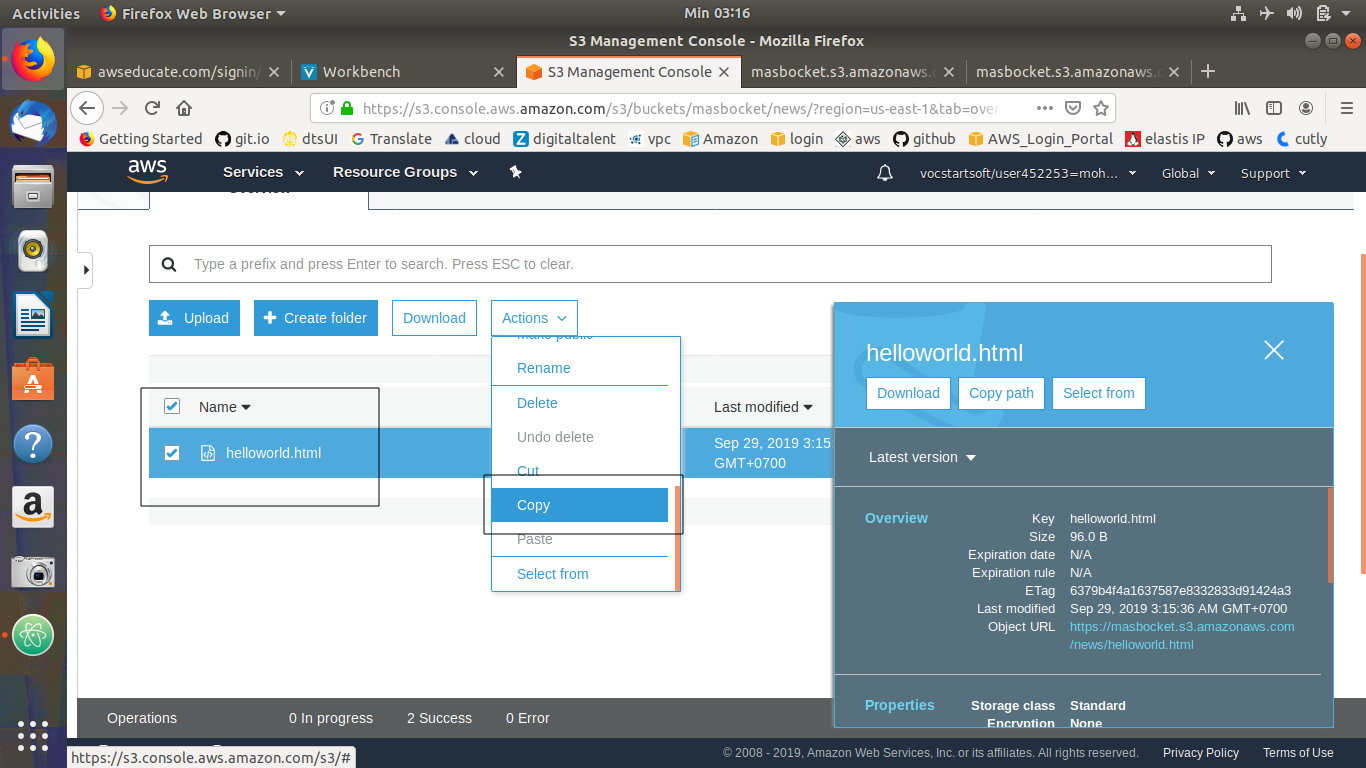 Activities
Firefox Web Browser
Min 03:16
S3 Management Console - Mozilla Firefox
awseducate.com/signin/
Workbench
S3 Management Console
masbocket.s3.amazonaws.c
masbocket.s3.amazonaws.c
https://s3.console.aws.amazon.com/s3/buckets/masbocket/news/?region=us-east-1&tab=over
Getting Started
git.io
dtsUI
Translate
cloud
digitaltalent
vpc
Amazon
login
aws
github
AWS_Login_Portal
elastis IP
aws
cutly
aws
Services
Resource Groups
vocstartsoft/user452253=moh...
Global
Support
Overview
Type a prefix and press Enter to search. Press ESC to clear.
Upload
Create folder
Download
Actions
Make public
Rename
Delete
Undo delete
Cut
Copy
Paste
Select from
Name
Last modified
helloworld.html
Sep 29, 2019 3:15
GMT+0700
helloworld.html
Download
Copy path
Select from
Latest version
Overview
Key helloworld.html
Size 96.0 B
Expiration date N/A
Expiration rule N/A
ETag 6379b4f4a1637587e8332833d91424a3
Last modified Sep 29, 2019 3:15:36 AM GMT+0700
Object URL https://masbocket.s3.amazonaws.com
/news/helloworld.html
Properties
Storage class Standard
Encryption None
Operations
0 In progress
2 Success
0 Error
https://s3.console.aws.amazon.com/s3/#
© 2008 - 2019, Amazon Web Services, Inc. or its affiliates. All rights reserved.
Privacy Policy
Terms of Use